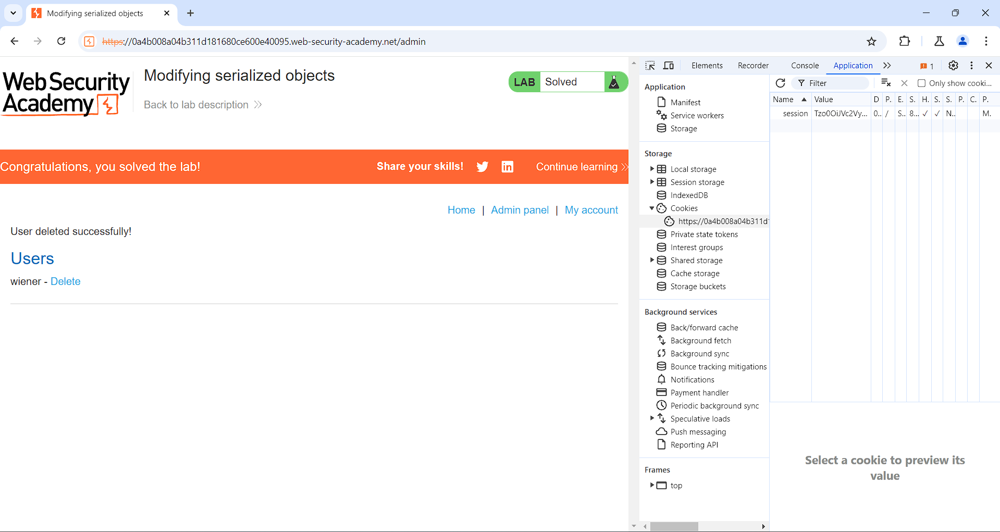 Modifying serialized objects
https://0a4b008a04b311d181680ce600e40095.web-security-academy.net/admin
Web Security
Academy
Modifying serialized objects
Back to lab description
LAB Solved
Congratulations, you solved the lab!
Share your skills!
in
Continue learning
Home | Admin panel | My account
User deleted successfully!
Users
wiener - Delete
Elements Recorder Console Application
1
Application
Manifest
Service workers
Storage
Storage
Local storage
Session storage
IndexedDB
Cookies
https://0a4b008a04b311d
Private state tokens
Interest groups
Shared storage
Cache storage
Storage buckets
Background services
Back/forward cache
Background fetch
Background sync
Bounce tracking mitigations
Notifications
Payment handler
Periodic background sync
Speculative loads
Push messaging
Reporting API
Frames
top
Filter
Only show cooki...
Name Value D P. E. S. H. S. S. P. C. P.
session Tzo0OiJVc2Vy... 0.. / S.. 8... ✓ ✓ N.. M.
Select a cookie to preview its
value